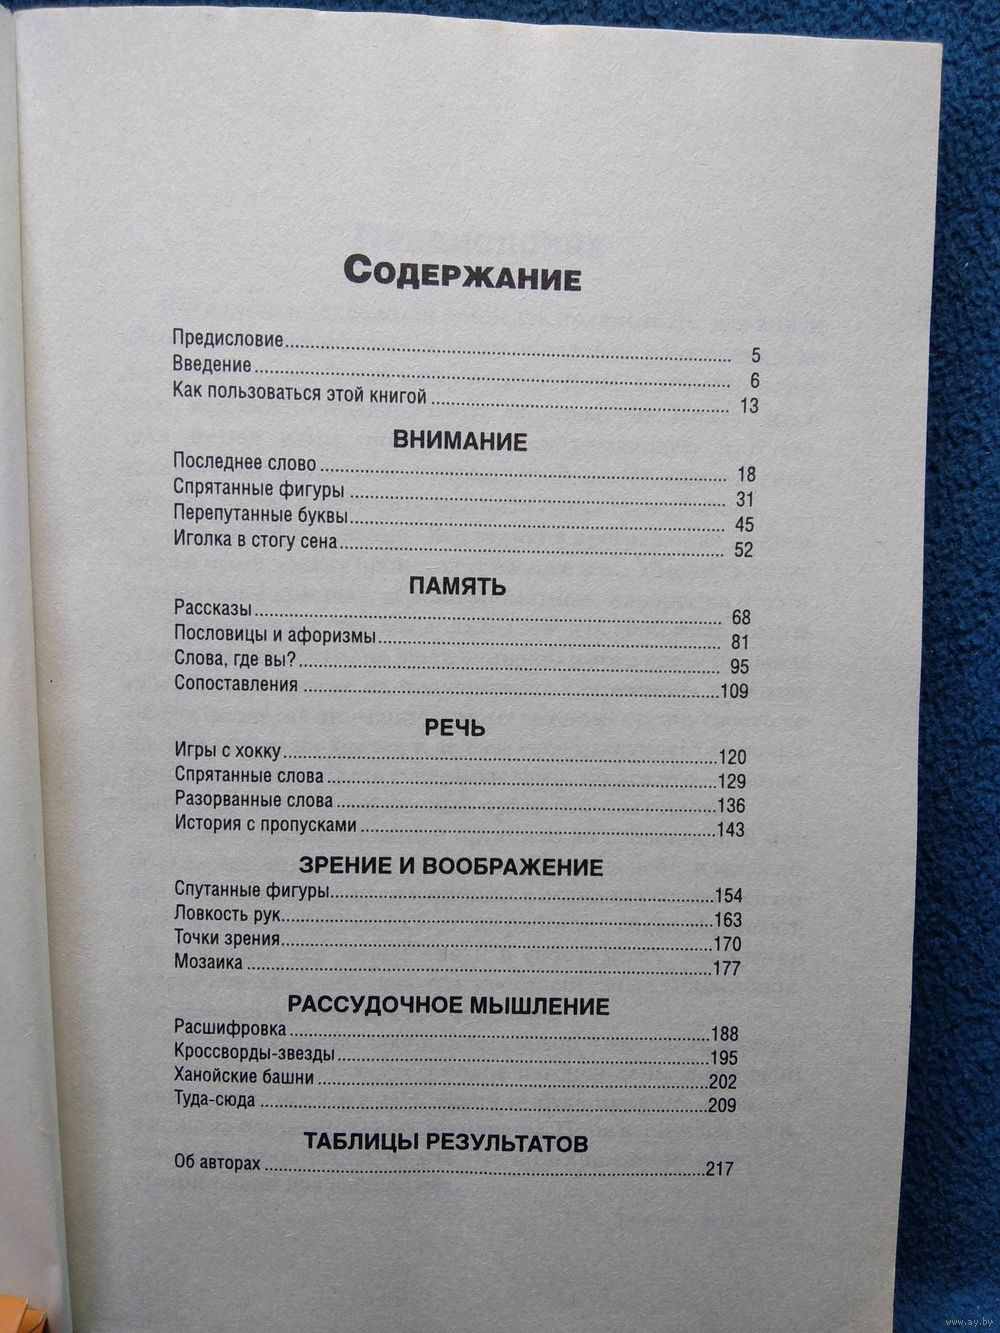 Содержание
Предисловие 5
Введение 6
Как пользоваться этой книгой 13
ВНИМАНИЕ
Последнее слово 18
Спрятанные фигуры 31
Перепутанные буквы 45
Иголка в стогу сена 52
ПАМЯТЬ
Рассказы 68
Пословицы и афоризмы 81
Слова, где вы? 95
Сопоставления 109
РЕЧЬ
Игры с хокку 120
Спрятанные слова 129
Разорванные слова 136
История с пропусками 143
ЗРЕНИЕ И ВООБРАЖЕНИЕ
Спутанные фигуры 154
Ловкость рук 163
Точки зрения 170
Мозаика 177
РАССУДОЧНОЕ МЫШЛЕНИЕ
Расшифровка 188
Кроссворды-звезды 195
Ханойские башни 202
Туда-сюда 209
ТАБЛИЦЫ РЕЗУЛЬТАТОВ
Об авторах 217
www.ay.by